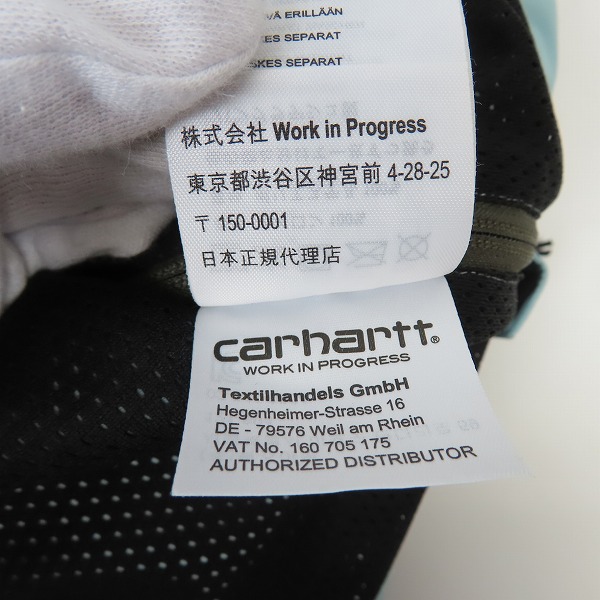 VÄ ERILLÄÄN
SKES SEPARAT
SKES SEPARAT
株式会社 Work in Progress
東京都渋谷区神宮前 4-28-25
〒 150-0001
日本正規代理店
carhartt®
WORK IN PROGRESS
Textilhandels GmbH
Hegenheimer-Strasse 16
DE - 79576 Weil am Rhein
VAT No. 160 705 175
AUTHORIZED DISTRIBUTOR